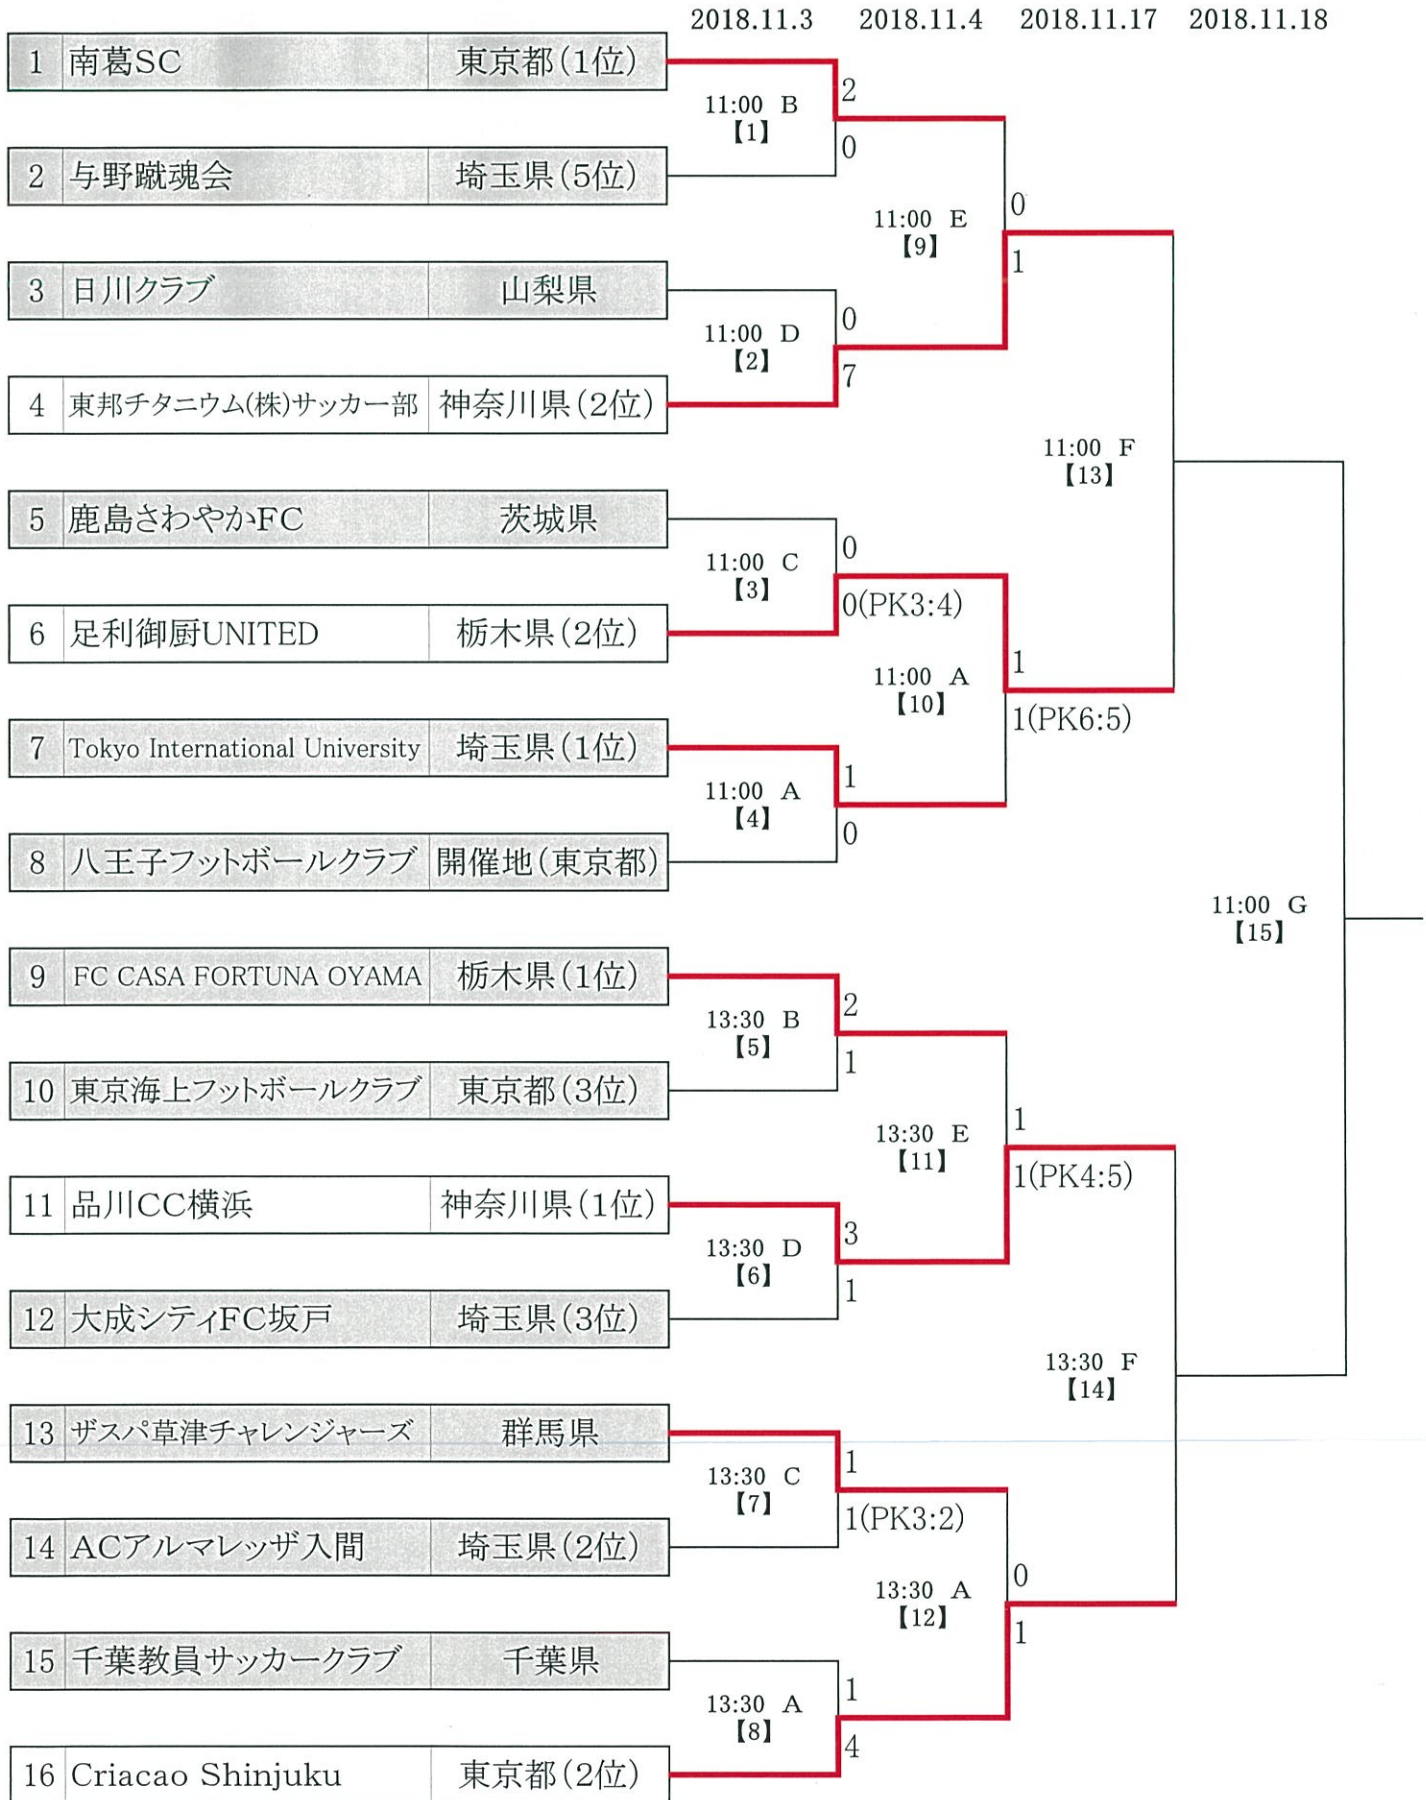 2018.11.3 2018.11.4 2018.11.17 2018.11.18
1 南葛SC 東京都(1位)
2
11:00 B
【1】
0
2 与野蹴魂会 埼玉県(5位)
0
11:00 E
【9】
1
3 日川クラブ 山梨県
0
11:00 D
【2】
7
4 東邦チタニウム(株)サッカー部 神奈川県(2位)
11:00 F
【13】
5 鹿島さわやかFC 茨城県
0
11:00 C
【3】
0(PK3:4)
6 足利御厨UNITED 栃木県(2位)
1
11:00 A
【10】
1(PK6:5)
7 Tokyo International University 埼玉県(1位)
1
11:00 A
【4】
0
8 八王子フットボールクラブ 開催地(東京都)
11:00 G
【15】
9 FC CASA FORTUNA OYAMA 栃木県(1位)
2
13:30 B
【5】
1
10 東京海上フットボールクラブ 東京都(3位)
1
13:30 E
【11】
1(PK4:5)
11 品川CC横浜 神奈川県(1位)
3
13:30 D
【6】
1
12 大成シティFC坂戸 埼玉県(3位)
13:30 F
【14】
13 ザスパ草津チャレンジャーズ 群馬県
1
13:30 C
【7】
1(PK3:2)
14 ACアルマレッザ入間 埼玉県(2位)
0
13:30 A
【12】
1
15 千葉教員サッカークラブ 千葉県
1
13:30 A
【8】
4
16 Criacao Shinjuku 東京都(2位)